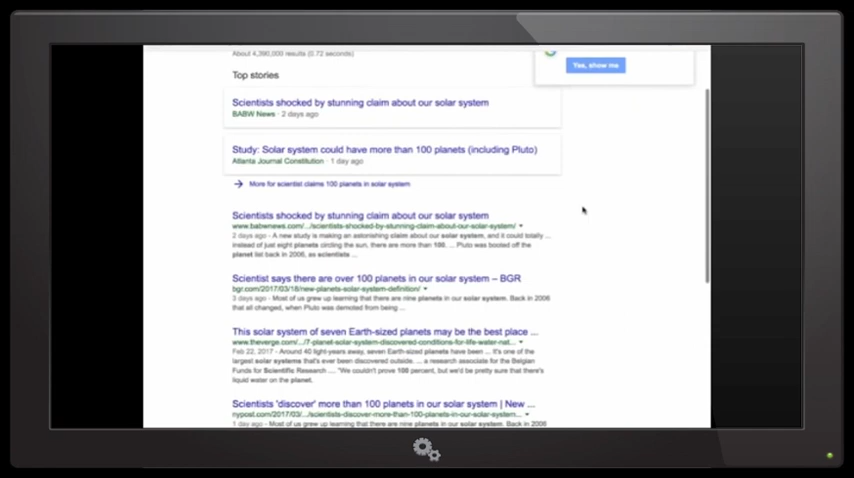 About 4,390,000 results (0.72 seconds)
Yes, show me
Top stories
Scientists shocked by stunning claim about our solar system
BABW News · 2 days ago
Study: Solar system could have more than 100 planets (including Pluto)
Atlanta Journal Constitution · 1 day ago
More for scientist claims 100 planets in solar system
Scientists shocked by stunning claim about our solar system
www.babwnews.com/.../scientists-shocked-by-stunning-claim-about-our-solar-system/
2 days ago - A new study is making an astonishing claim about our solar system, and it could totally ...
instead of just eight planets circling the sun, there are more than 100. ... Pluto was booted off the
planet list back in 2006, as scientists ...
Scientist says there are over 100 planets in our solar system – BGR
bgr.com/2017/03/18/new-planets-solar-system-definition/
3 days ago - Most of us grew up learning that there are nine planets in our solar system. Back in 2006
that all changed, when Pluto was demoted from being ...
This solar system of seven Earth-sized planets may be the best place ...
www.theverge.com/.../7-planet-solar-system-discovered-conditions-for-life-water-nat...
Feb 22, 2017 - Around 40 light-years away, seven Earth-sized planets have been ... It's one of the
largest solar systems that's ever been discovered outside. ... a research associate for the Belgian
Funds for Scientific Research .... "We couldn't prove 100 percent, but we'd be pretty sure that there's
liquid water on the planet.
Scientists 'discover' more than 100 planets in our solar system | New ...
nypost.com/2017/03/.../scientists-discover-more-than-100-planets-in-our-solar-system...
1 day ago - Most of us grew up learning that there are nine planets in our solar system. Back in 2006